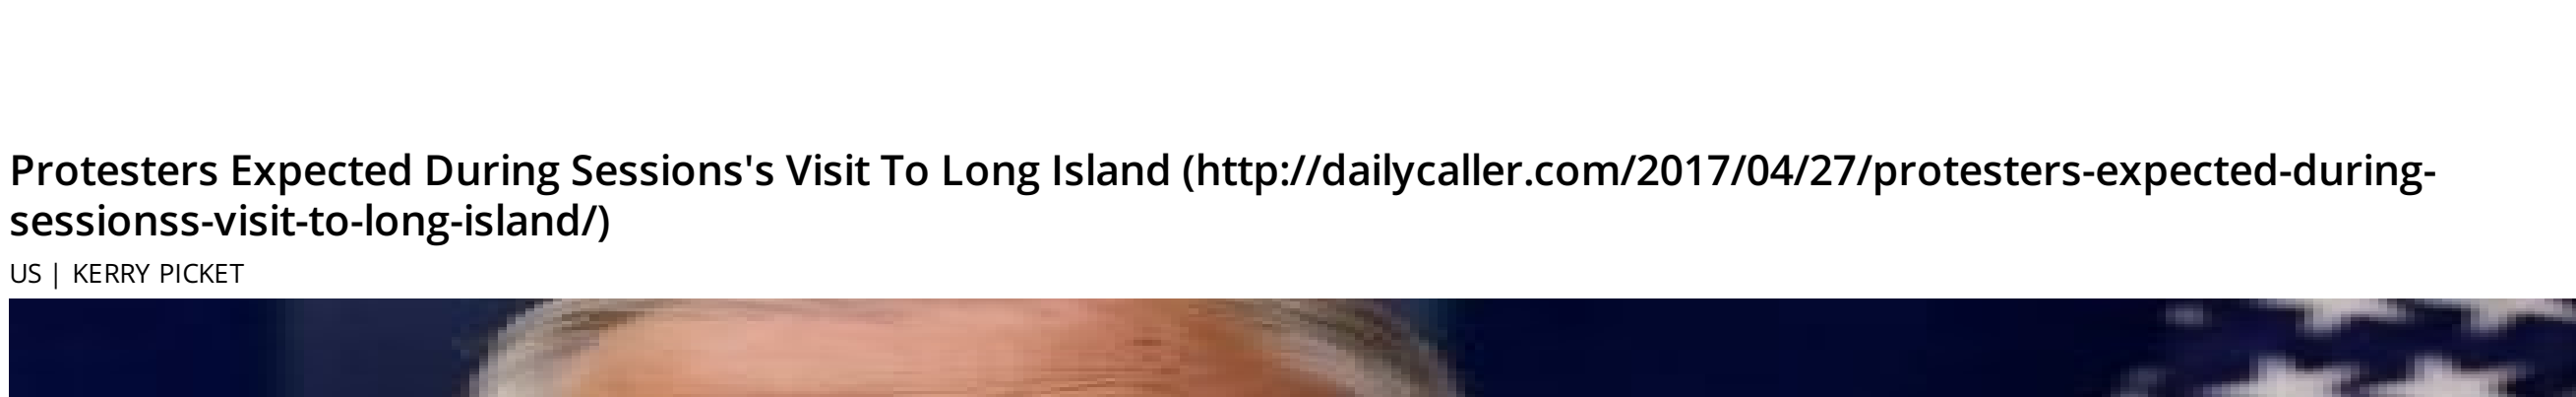 Protesters Expected During Sessions's Visit To Long Island (http://dailycaller.com/2017/04/27/protesters-expected-during-
sessionss-visit-to-long-island/)
US | KERRY PICKET